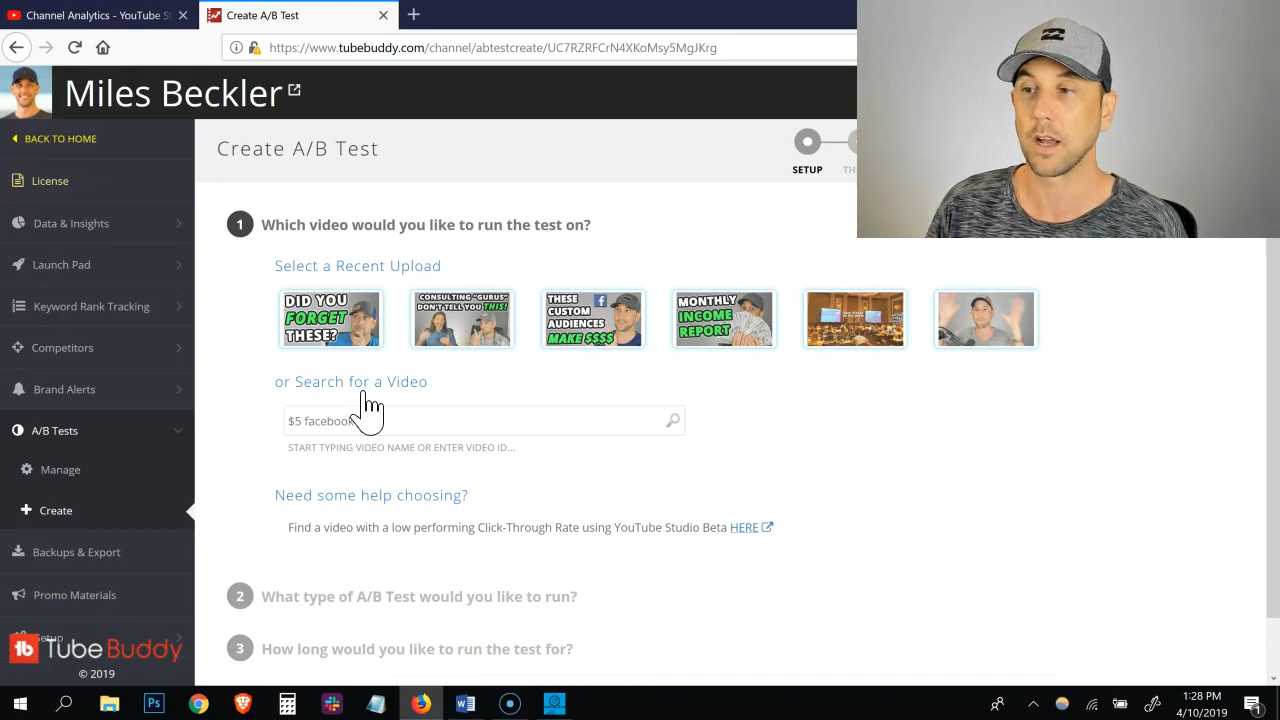 Channel Analytics - YouTube St
Create A/B Test
https://www.tubebuddy.com/channel/abtestcreate/UC7RZRFCrN4XKoMsy5MgJKrg
Miles Beckler
BACK TO HOME
License
Data & Insights
Launch Pad
Keyword Rank Tracking
Competitors
Brand Alerts
A/B Tests
Manage
Create
Backups & Export
Promo Materials
TubeBuddy
© 2019
Create A/B Test
SETUP
TH
1 Which video would you like to run the test on?
Select a Recent Upload
DID YOU FORGET THESE?
CONSULTING "GURUS" DON'T TELL YOU THIS!
THESE CUSTOM AUDIENCES MAKE $$$$
MONTHLY INCOME REPORT
or Search for a Video
$5 facebook
START TYPING VIDEO NAME OR ENTER VIDEO ID...
Need some help choosing?
Find a video with a low performing Click-Through Rate using YouTube Studio Beta HERE
2 What type of A/B Test would you like to run?
3 How long would you like to run the test for?
1:28 PM
4/10/2019
1